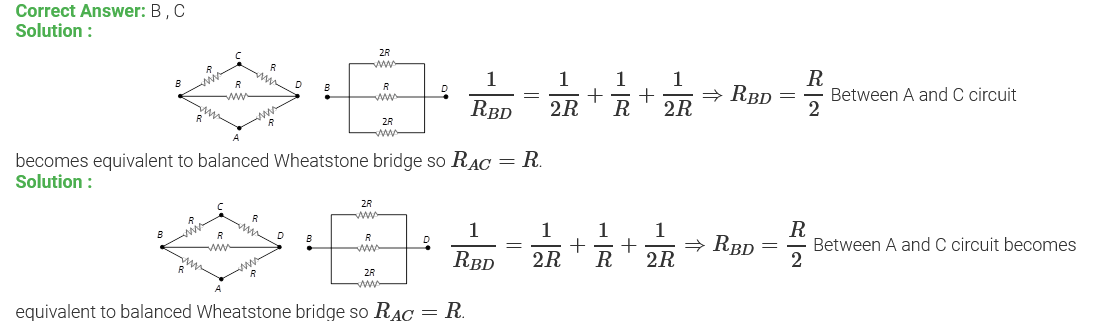 Correct Answer: B , C
Solution :
C
R R
B R D
R R
A
2R
B R D
2R
1/R_BD = 1/2R + 1/R + 1/2R ⇒ R_BD = R/2 Between A and C circuit
becomes equivalent to balanced Wheatstone bridge so R_AC = R.
Solution :
C
R R
B R D
R R
A
2R
B R D
2R
1/R_BD = 1/2R + 1/R + 1/2R ⇒ R_BD = R/2 Between A and C circuit becomes
equivalent to balanced Wheatstone bridge so R_AC = R.